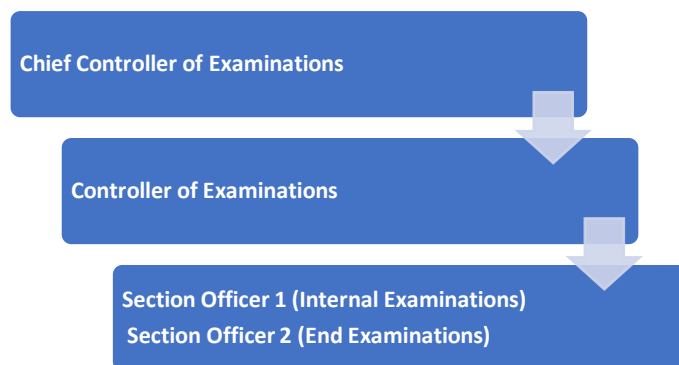 Chief Controller of Examinations
Controller of Examinations
Section Officer 1 (Internal Examinations)
Section Officer 2 (End Examinations)